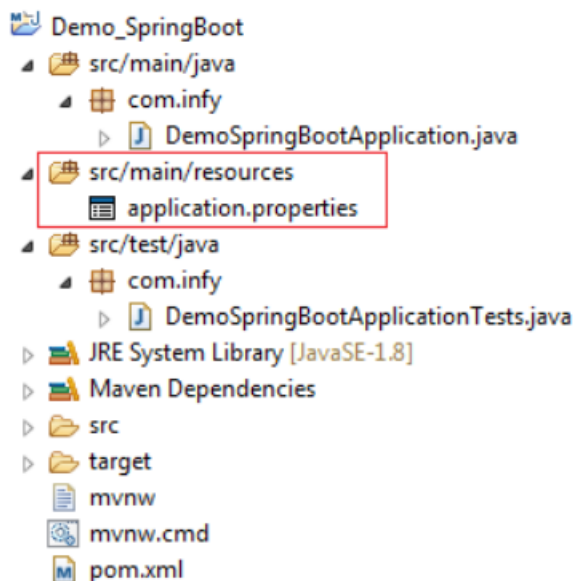 Demo_SpringBoot
src/main/java
com.infy
DemoSpringBootApplication.java
src/main/resources
application.properties
src/test/java
com.infy
DemoSpringBootApplicationTests.java
JRE System Library [JavaSE-1.8]
Maven Dependencies
src
target
mvnw
mvnw.cmd
pom.xml